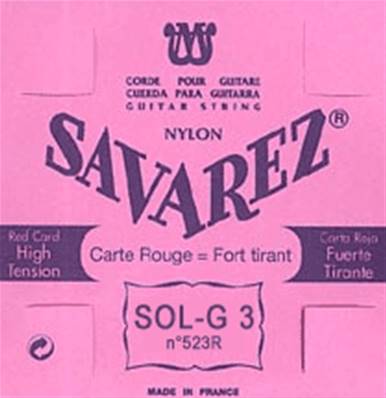 CORDE POUR GUITARE
CUERDA PARA GUITARRA
GUITAR STRING
NYLON
SAVAREZ®
Red Card
High
Tension
Carte Rouge = Fort tirant
Carta Roja
Fuerte
Tirante
SOL-G 3
n°523R
MADE IN FRANCE